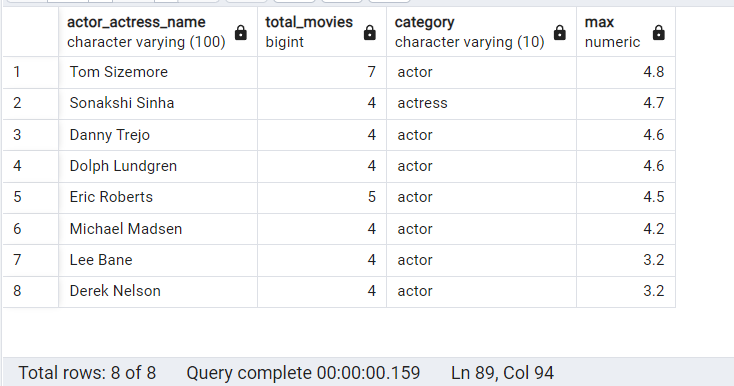 actor_actress_name total_movies category max
character varying (100) bigint character varying (10) numeric
1 Tom Sizemore 7 actor 4.8
2 Sonakshi Sinha 4 actress 4.7
3 Danny Trejo 4 actor 4.6
4 Dolph Lundgren 4 actor 4.6
5 Eric Roberts 5 actor 4.5
6 Michael Madsen 4 actor 4.2
7 Lee Bane 4 actor 3.2
8 Derek Nelson 4 actor 3.2
Total rows: 8 of 8 Query complete 00:00:00.159 Ln 89, Col 94